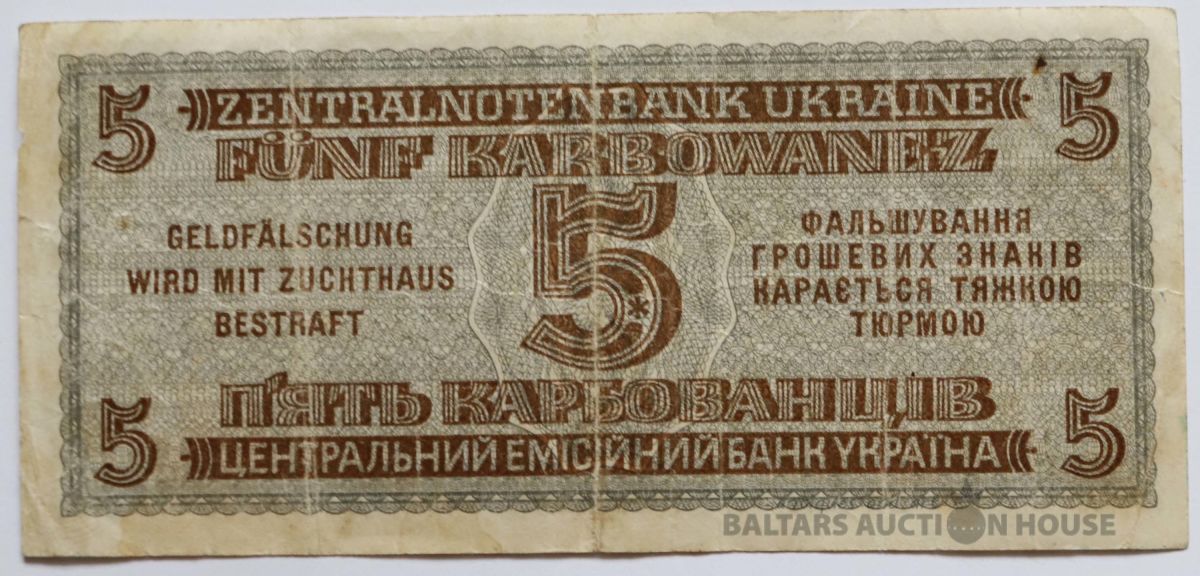 5 ZENTRALNOTENBANK UKRAINE 5
FÜNF KARBOWANEZ
GELDFÄLSCHUNG
WIRD MIT ZUCHTHAUS
BESTRAFT
5
ФАЛЬШУВАННЯ
ГРОШЕВИХ ЗНАКІВ
КАРАЄТЬСЯ ТЯЖКОЮ
ТЮРМОЮ
5 П'ЯТЬ КАРБОВАНЦІВ 5
ЦЕНТРАЛЬНИЙ ЕМІСІЙНИЙ БАНК УКРАЇНА
BALTARS AUCTION HOUSE